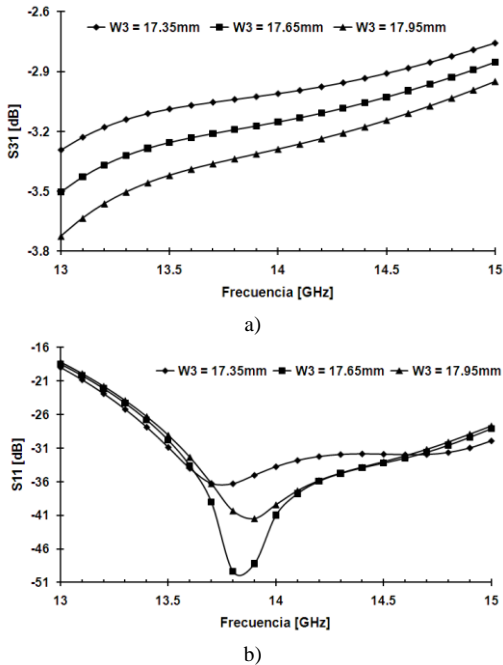 W3 = 17.35mm W3 = 17.65mm W3 = 17.95mm
-2.6
-2.9
-3.2
-3.5
-3.8
S31 [dB]
13 13.5 14 14.5 15
Frecuencia [GHz]
a)
W3 = 17.35mm W3 = 17.65mm W3 = 17.95mm
-16
-21
-26
-31
-36
-41
-46
-51
S11 [dB]
13 13.5 14 14.5 15
Frecuencia [GHz]
b)